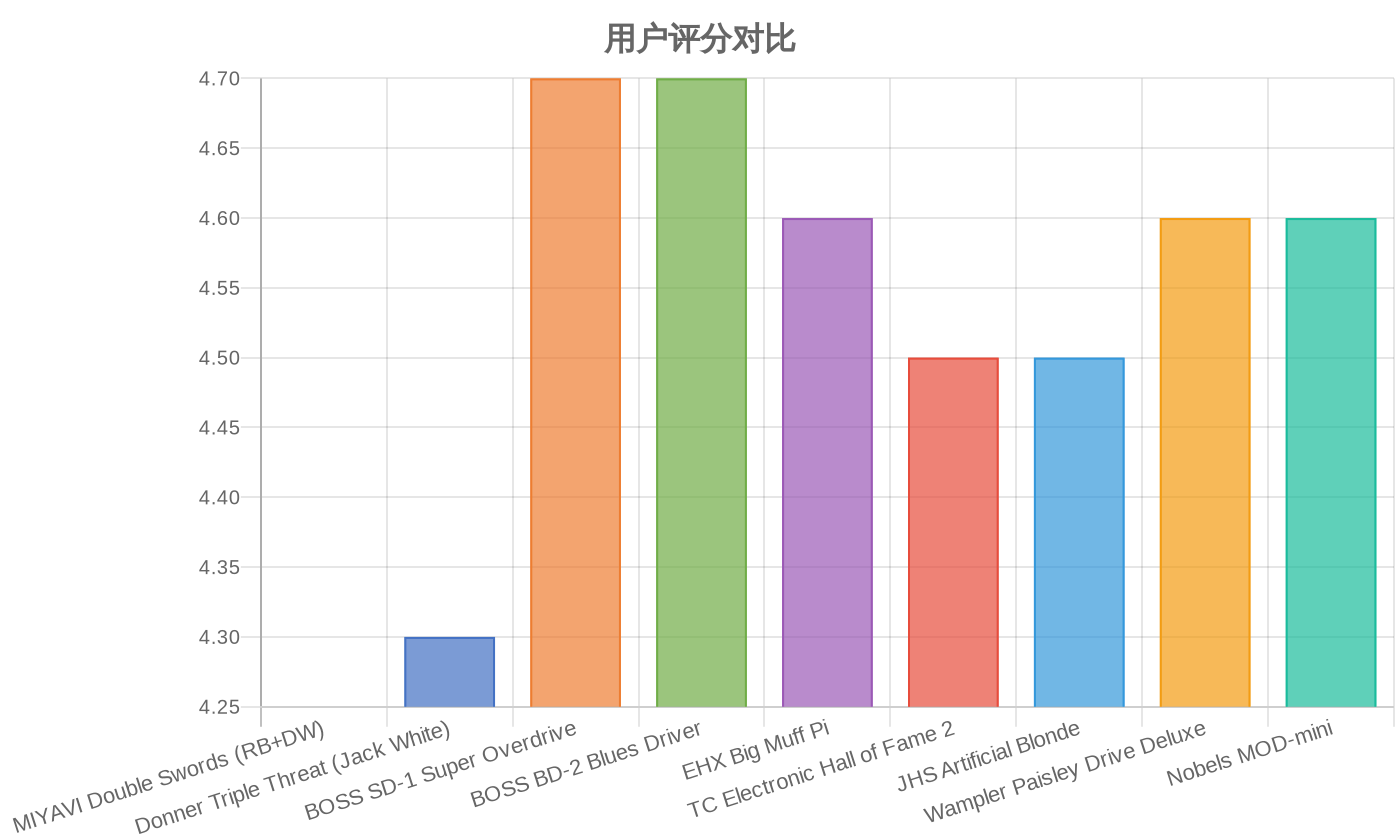 用户评分对比
4.70
4.65
4.60
4.55
4.50
4.45
4.40
4.35
4.30
4.25
MIYAVI Double Swords (RB+DW)
Donner Triple Threat (Jack White)
BOSS SD-1 Super Overdrive
BOSS BD-2 Blues Driver
EHX Big Muff Pi
TC Electronic Hall of Fame 2
JHS Artificial Blonde
Wampler Paisley Drive Deluxe
Nobels MOD-mini